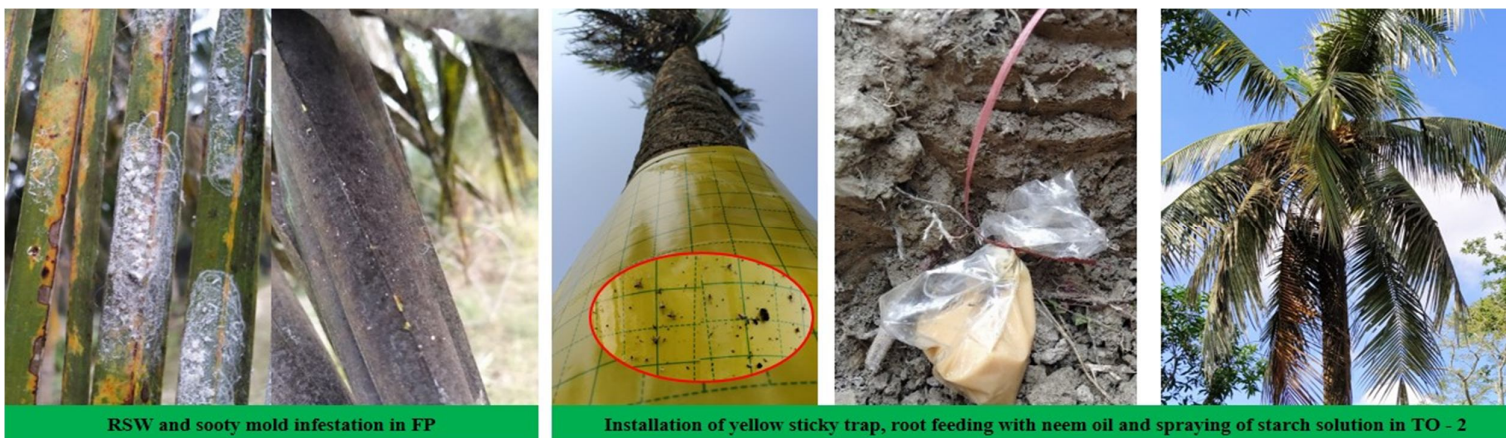 RSW and sooty mold infestation in FP
Installation of yellow sticky trap, root feeding with neem oil and spraying of starch solution in TO - 2